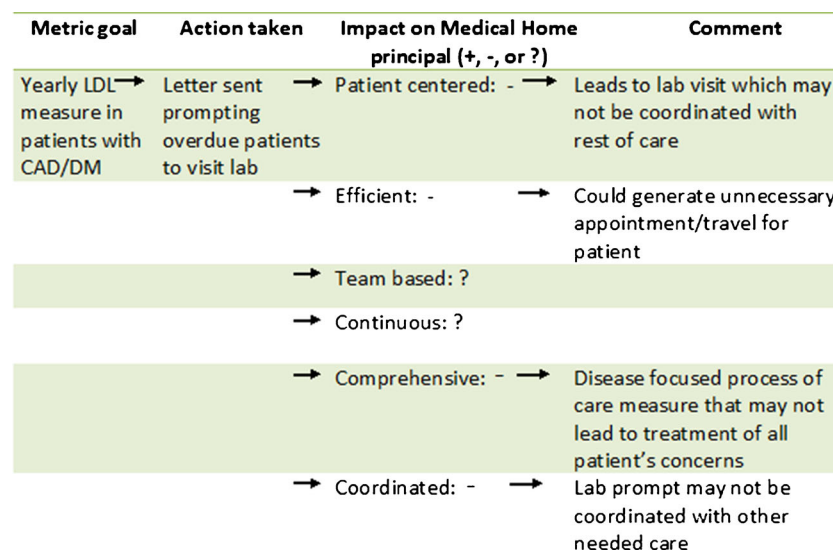 Metric goal Action taken Impact on Medical Home Comment
principal (+, -, or ?)
Yearly LDL → Letter sent → Patient centered: - → Leads to lab visit which may
measure in prompting not be coordinated with
patients with overdue patients rest of care
CAD/DM to visit lab
→ Efficient: - → Could generate unnecessary
appointment/travel for
patient
→ Team based: ?
→ Continuous: ?
→ Comprehensive: - → Disease focused process of
care measure that may not
lead to treatment of all
patient's concerns
→ Coordinated: - → Lab prompt may not be
coordinated with other
needed care